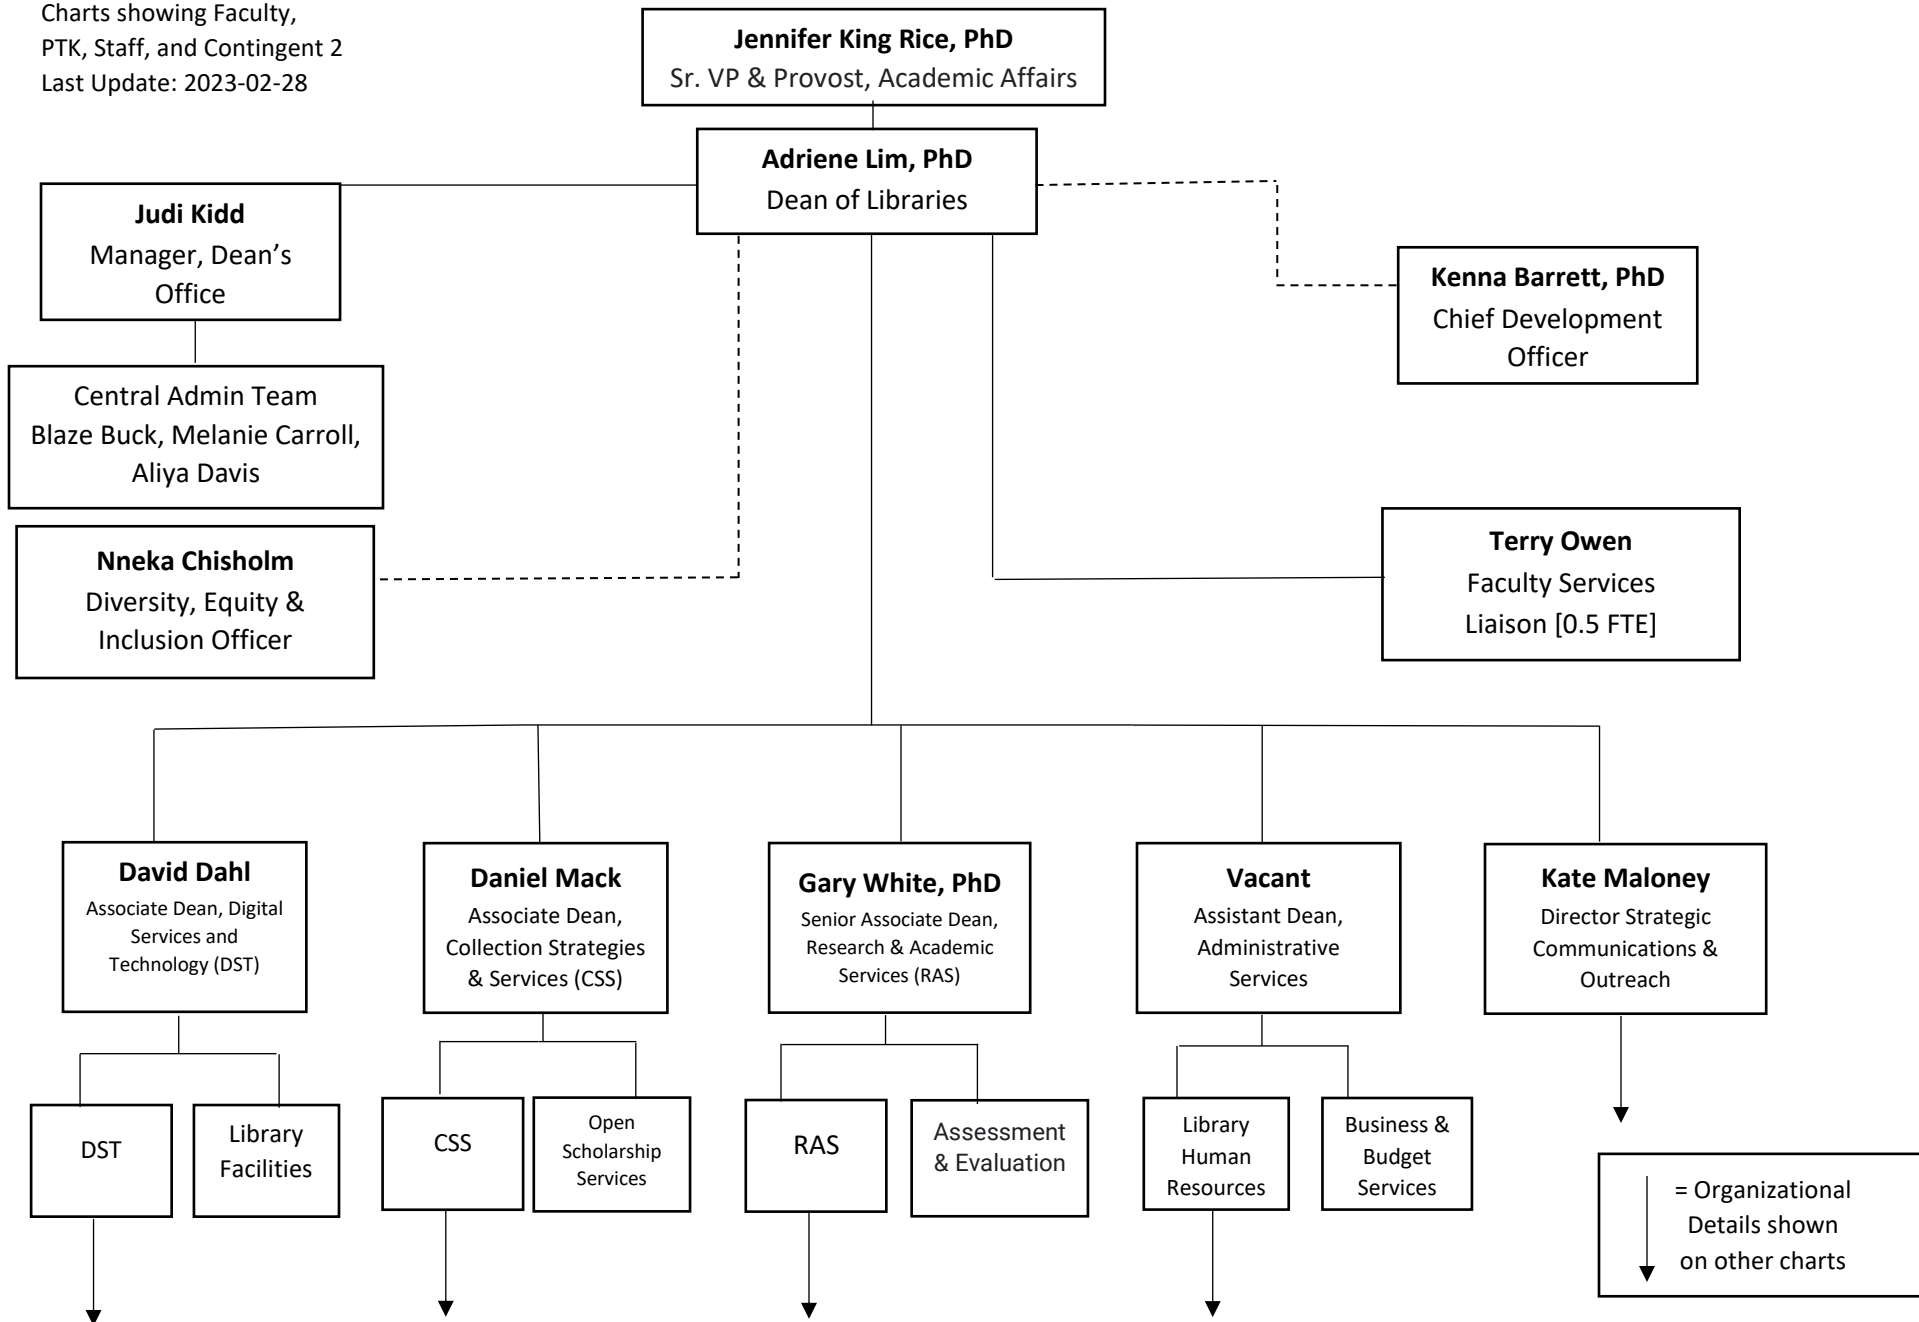 Charts showing Faculty,
PTK, Staff, and Contingent 2
Last Update: 2023-02-28
Jennifer King Rice, PhD
Sr. VP & Provost, Academic Affairs
Adriene Lim, PhD
Dean of Libraries
Judi Kidd
Manager, Dean’s
Office
Kenna Barrett, PhD
Chief Development
Officer
Central Admin Team
Blaze Buck, Melanie Carroll,
Aliya Davis
Nneka Chisholm
Diversity, Equity &
Inclusion Officer
Terry Owen
Faculty Services
Liaison [0.5 FTE]
David Dahl
Associate Dean, Digital
Services and
Technology (DST)
Daniel Mack
Associate Dean,
Collection Strategies
& Services (CSS)
Gary White, PhD
Senior Associate Dean,
Research & Academic
Services (RAS)
Vacant
Assistant Dean,
Administrative
Services
Kate Maloney
Director Strategic
Communications &
Outreach
DST
Library
Facilities
CSS
Open
Scholarship
Services
RAS
Assessment
& Evaluation
Library
Human
Resources
Business &
Budget
Services
= Organizational
Details shown
on other charts